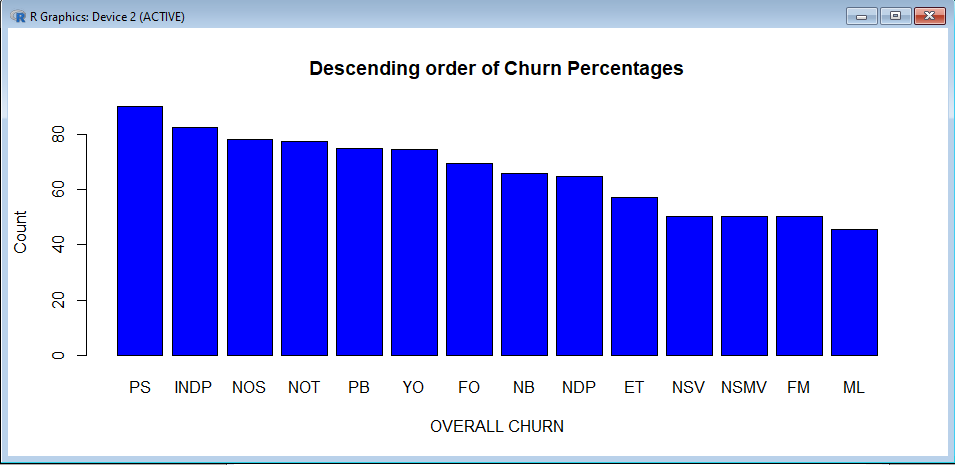 R Graphics: Device 2 (ACTIVE)
Descending order of Churn Percentages
Count
80
60
40
20
0
PS INDP NOS NOT PB YO FO NB NDP ET NSV NSMV FM ML
OVERALL CHURN